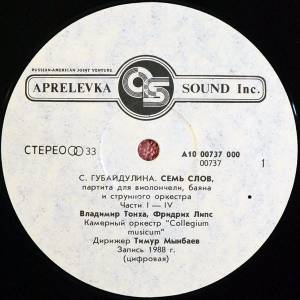 RUSSIAN-AMERICAN JOINT VENTURE
APRELEVKA SOUND Inc.
СТЕРЕО 33
А10 00737 000
00737
1
С. ГУБАЙДУЛИНА. СЕМЬ СЛОВ,
партита для виолончели, баяна
и струнного оркестра
Части I — IV
Владимир Тонха, Фридрих Липс
Камерный оркестр "Collegium
musicum"
Дирижер Тимур Мынбаев
Запись 1988 г.
(цифровая)